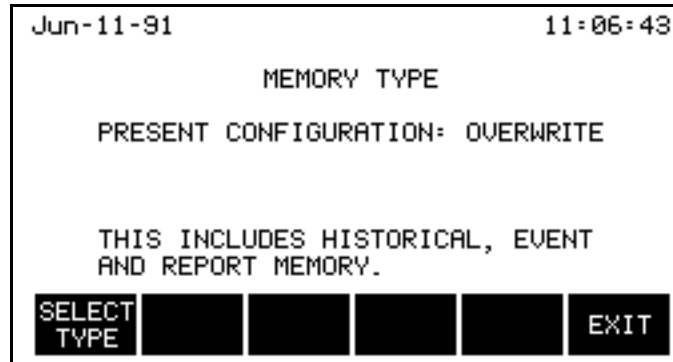 Jun-11-91 11:06:43
MEMORY TYPE
PRESENT CONFIGURATION: OVERWRITE
THIS INCLUDES HISTORICAL, EVENT
AND REPORT MEMORY.
SELECT
TYPE
EXIT